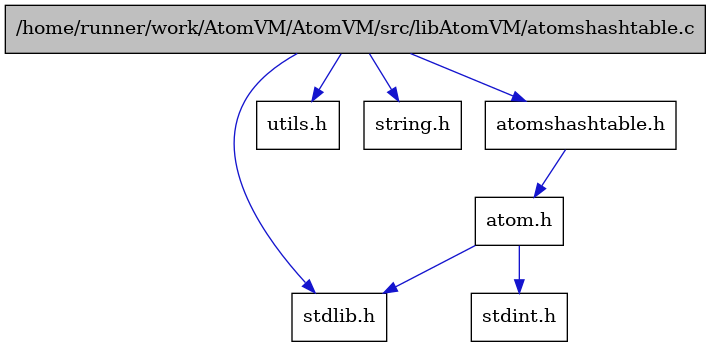 /home/runner/work/AtomVM/AtomVM/src/libAtomVM/atomshashtable.c
utils.h
string.h
atomshashtable.h
atom.h
stdlib.h
stdint.h